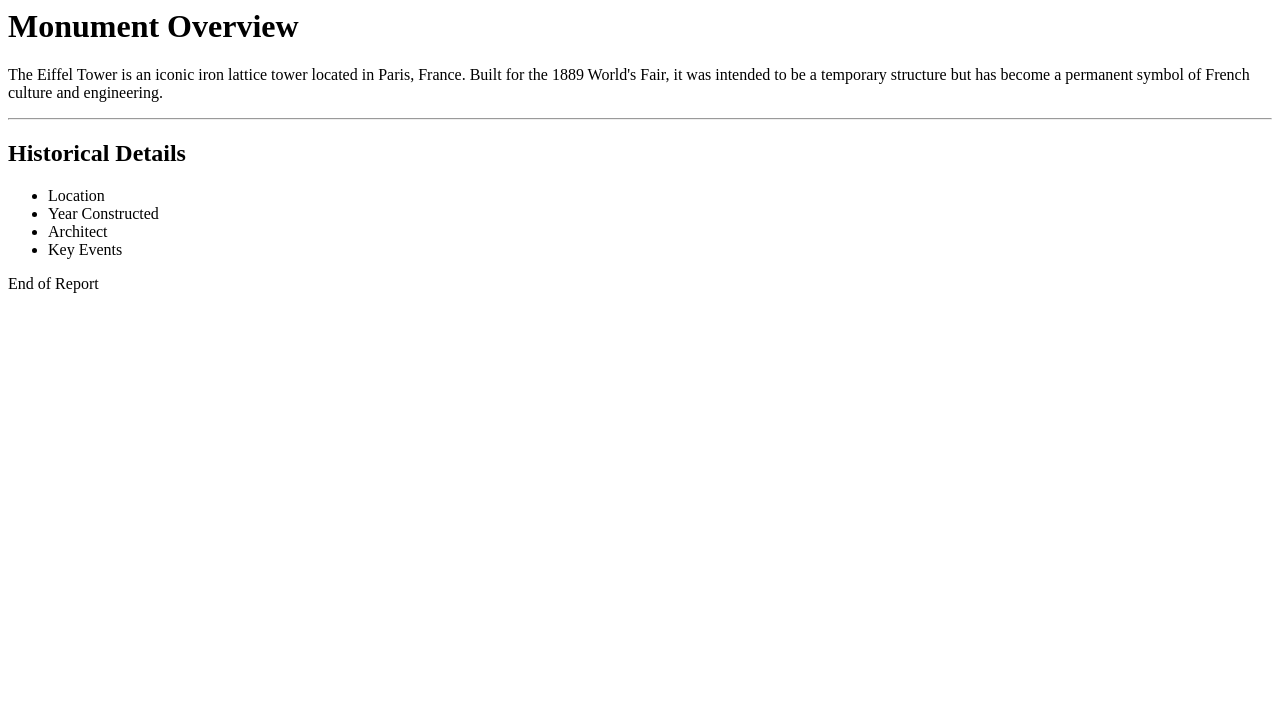 Monument Overview
The Eiffel Tower is an iconic iron lattice tower located in Paris, France. Built for the 1889 World's Fair, it was intended to be a temporary structure but has become a permanent symbol of French
culture and engineering.
Historical Details
Location
Year Constructed
Architect
Key Events
End of Report